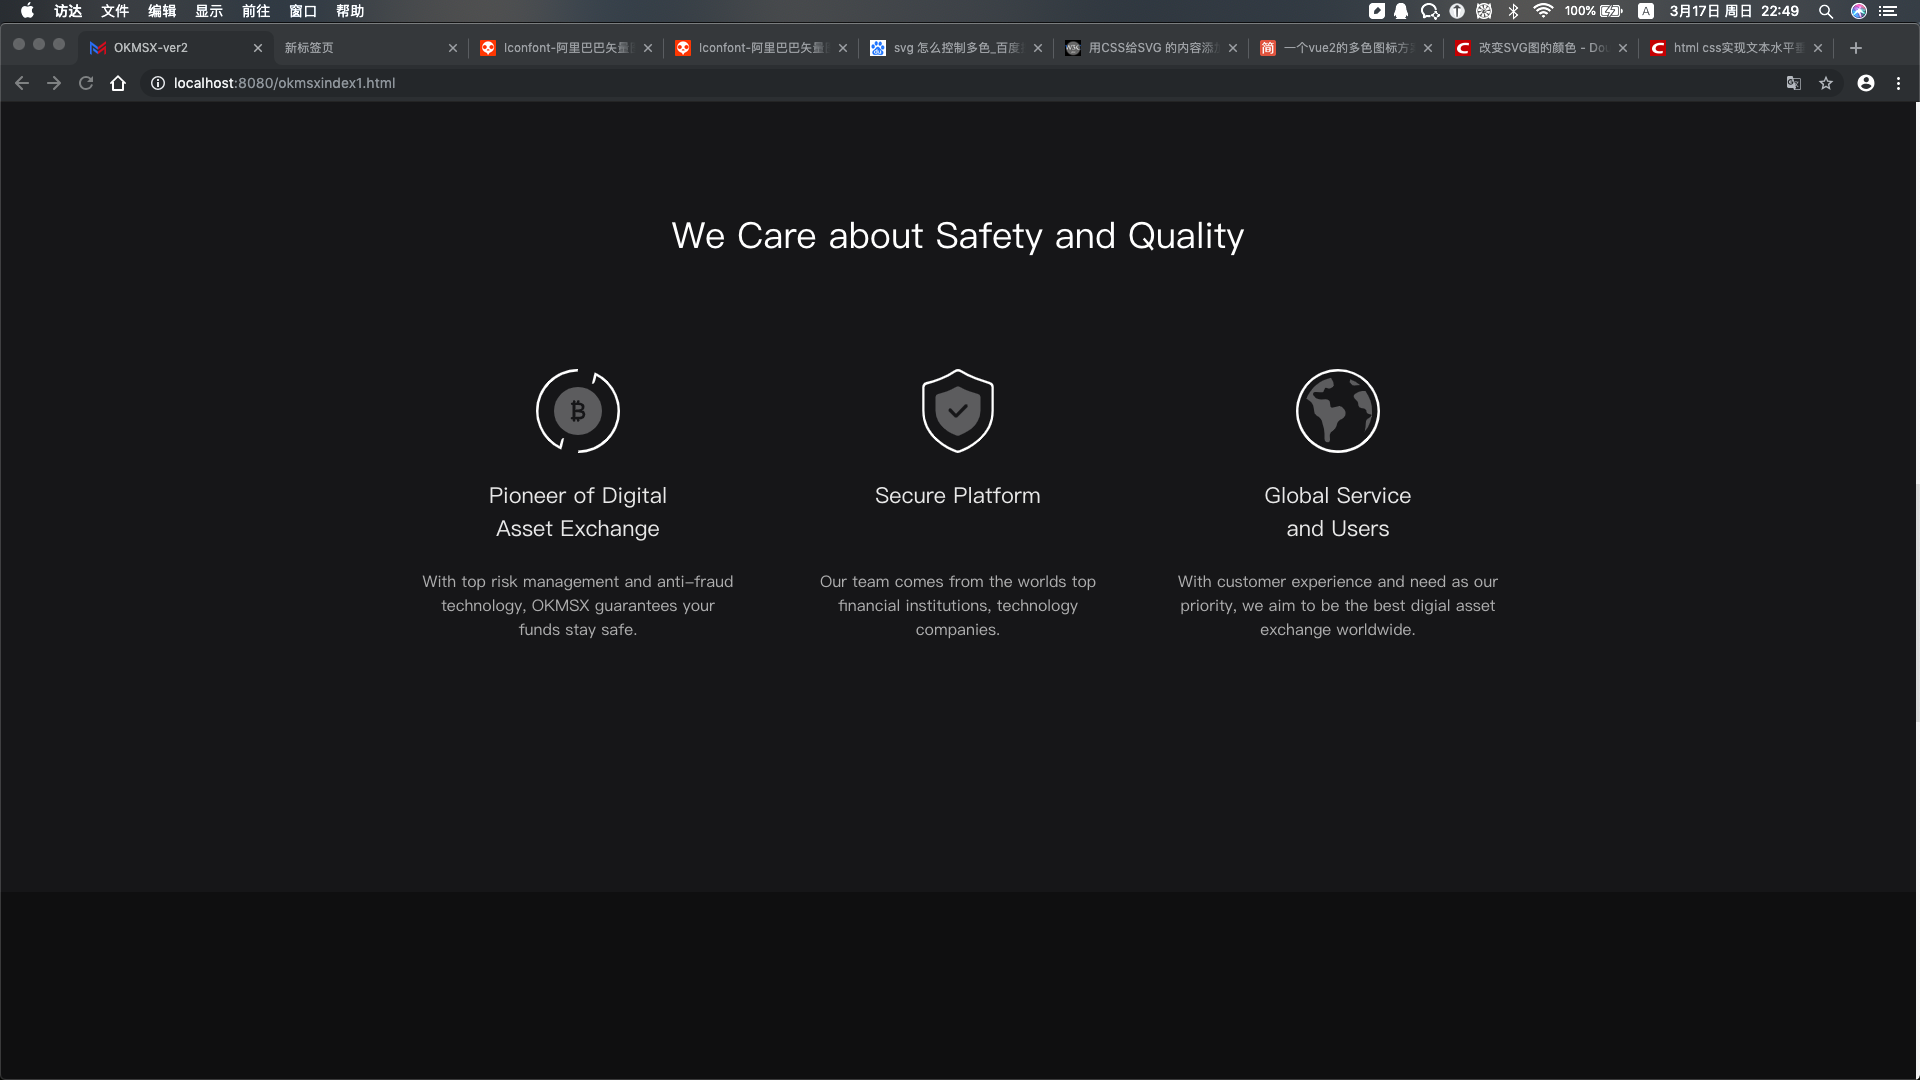 访达 文件 编辑 显示 前往 窗口 帮助 100% A 3月17日 周日 22:49
OKMSX-ver2 新标签页 Iconfont-阿里巴巴矢量 Iconfont-阿里巴巴矢量 svg 怎么控制多色_百度 用CSS给SVG 的内容添 一个vue2的多色图标方 改变SVG图的颜色 - Do html css实现文本水平
localhost:8080/okmsxindex1.html
We Care about Safety and Quality
Pioneer of Digital
Asset Exchange
With top risk management and anti-fraud
technology, OKMSX guarantees your
funds stay safe.
Secure Platform
Our team comes from the worlds top
financial institutions, technology
companies.
Global Service
and Users
With customer experience and need as our
priority, we aim to be the best digial asset
exchange worldwide.